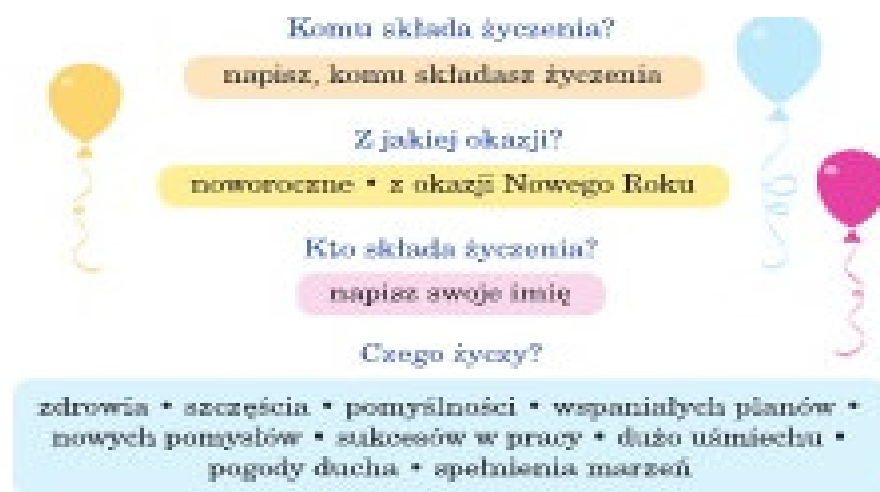 Komu składa życzenia?
napisz, komu składasz życzenia
Z jakiej okazji?
noworoczne • z okazji Nowego Roku
Kto składa życzenia?
napisz swoje imię
Czego życzy?
zdrowia • szczęścia • pomyślności • wspaniałych planów •
nowych pomysłów • sukcesów w pracy • dużo uśmiechu •
pogody ducha • spełnienia marzeń